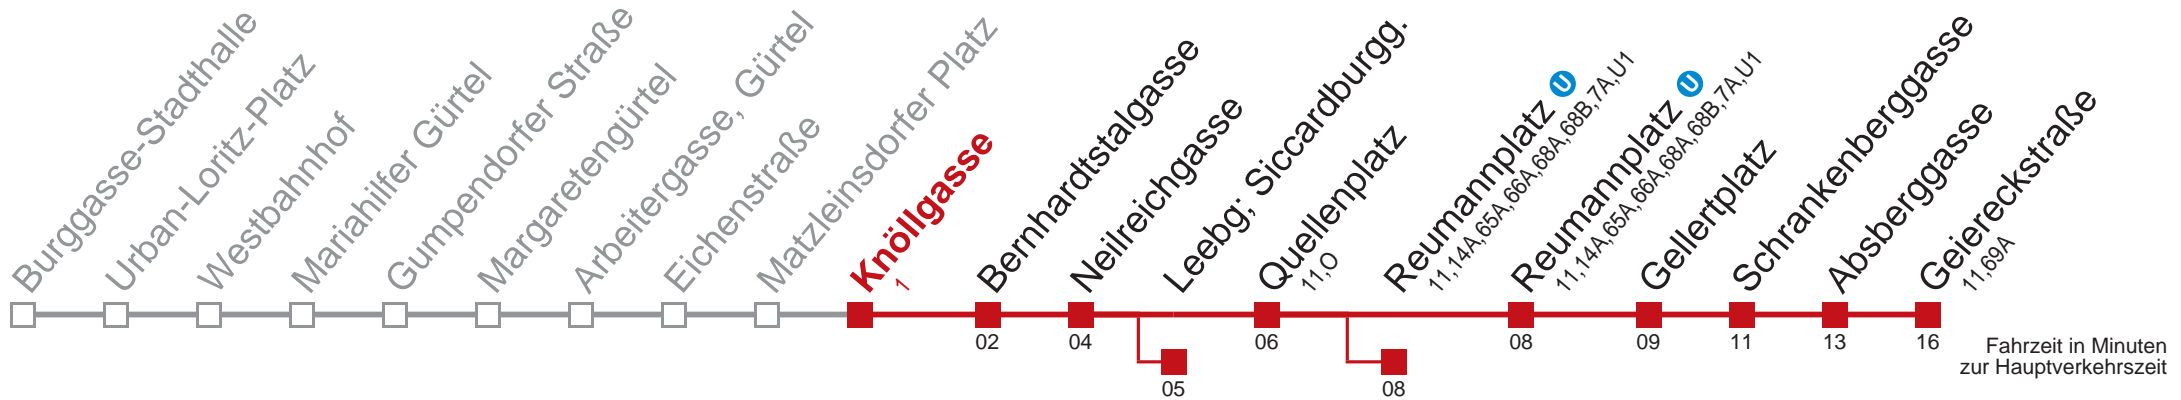 Burggasse-Stadthalle
Urban-Loritz-Platz
Westbahnhof
Mariahilfer Gürtel
Gumpendorfer Straße
Margaretengürtel
Arbeitergasse, Gürtel
Eichenstraße
Matzleinsdorfer Platz
Knöllgasse
1
Bernhardtstalgasse
Neilreichgasse
Leebg; Siccardburgg.
Quellenplatz
11,O
Reumannplatz U
11,14A,65A,66A,68A,68B,7A,U1
Reumannplatz U
11,14A,65A,66A,68A,68B,7A,U1
Gellertplatz
Schrankenberggasse
Absberggasse
Geiereckstraße
11,69A
02
04
05
06
08
08
09
11
13
16
Fahrzeit in Minuten
zur Hauptverkehrszeit